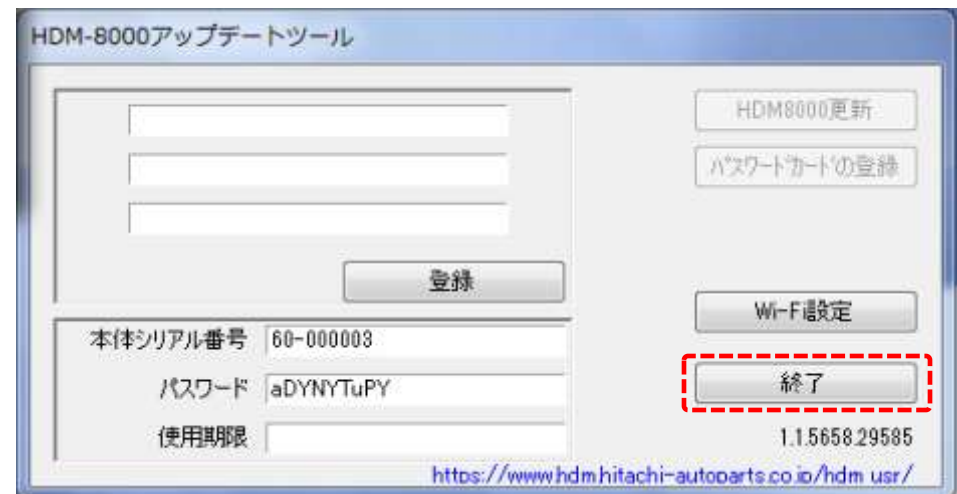 HDM-8000アップデートツール
HDM8000更新
パスワードカードの登録
登録
Wi-Fi設定
本体シリアル番号 60-000003
パスワード aDYNYTuPY
終了
使用期限
1.1.5658.29585
https://www.hdm.hitachi-autoparts.co.jp/hdm_usr/